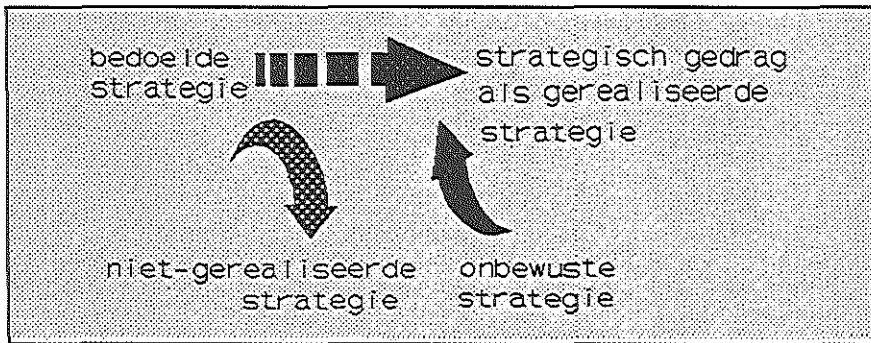 bedoelde
strategie
strategisch gedrag
als gerealiseerde
strategie
niet-gerealiseerde
strategie
onbewuste
strategie